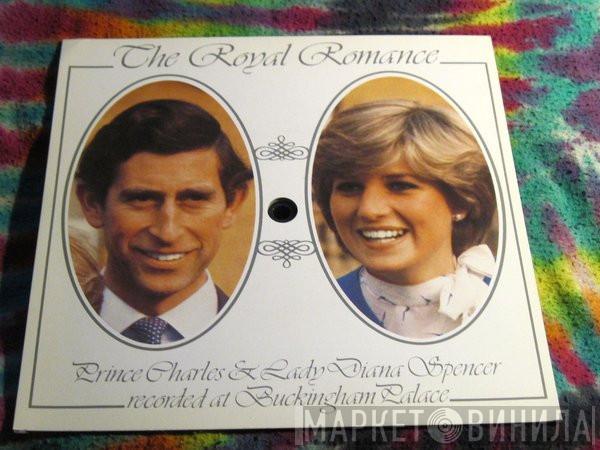 The Royal Romance
Prince Charles & Lady Diana Spencer
recorded at Buckingham Palace
МАРКЕТ ВИНИЛА